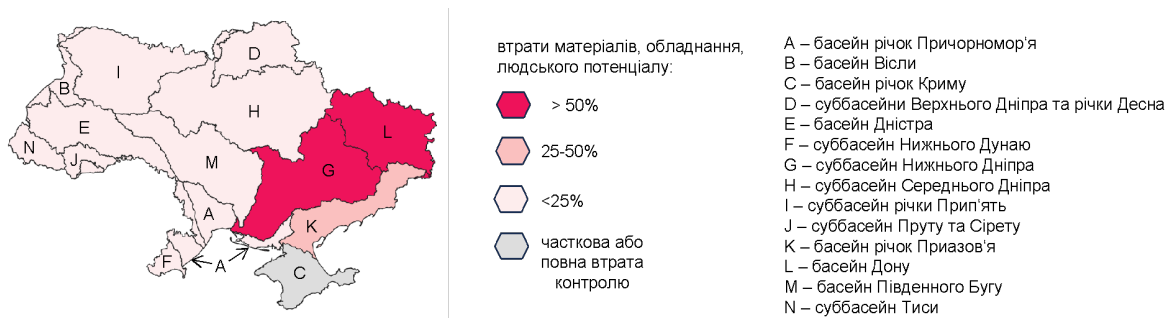 D
I
B
H
L
E
N
J
M
G
A
K
F
A
C
втрати матеріалів, обладнання,
людського потенціалу:
> 50%
25-50%
<25%
часткова або
повна втрата
контролю
A – басейн річок Причорномор'я
B – басейн Вісли
C – басейн річок Криму
D – суббасейни Верхнього Дніпра та річки Десна
E – басейн Дністра
F – суббасейн Нижнього Дунаю
G – суббасейн Нижнього Дніпра
H – суббасейн Середнього Дніпра
I – суббасейн річки Прип'ять
J – суббасейн Пруту та Сірету
K – басейн річок Приазов'я
L – басейн Дону
M – басейн Південного Бугу
N – суббасейн Тиси